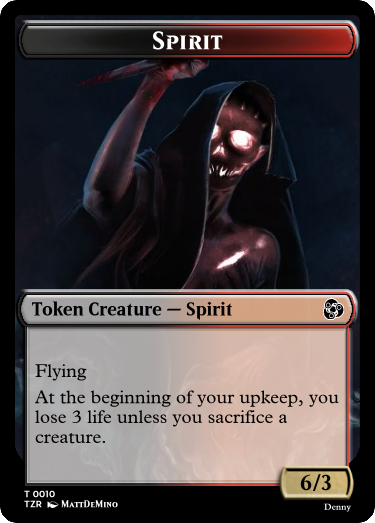 Spirit
Token Creature — Spirit
Flying
At the beginning of your upkeep, you
lose 3 life unless you sacrifice a
creature.
6/3
T 0010
TZR MattDeMino
Denny